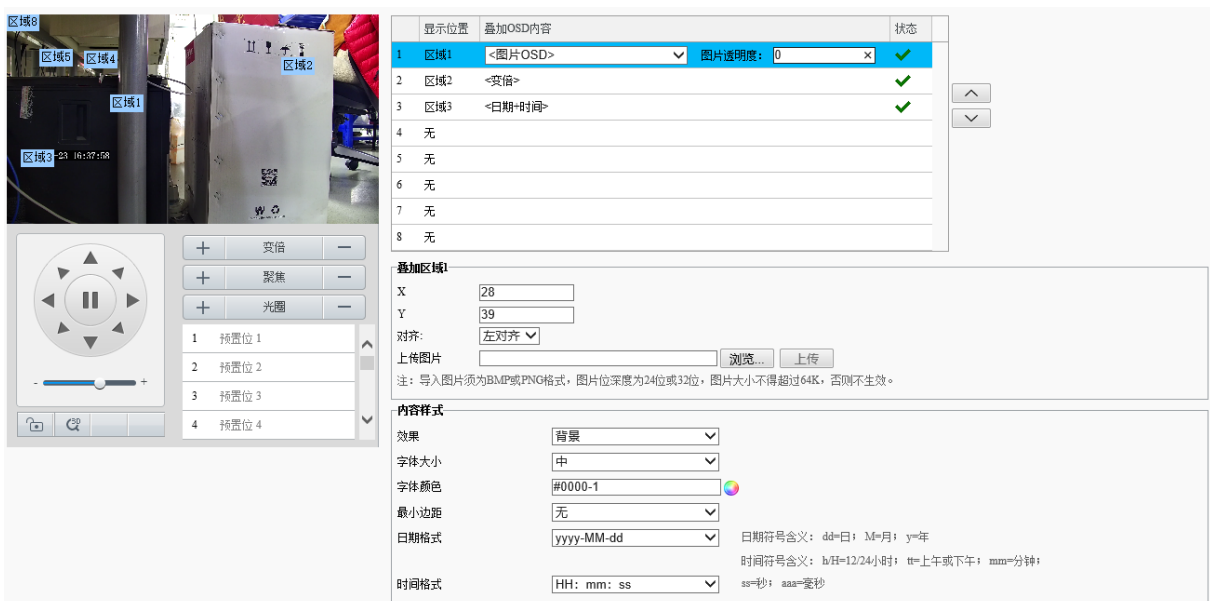 区域8
区域5
区域4
区域2
区域1
区域3 -23 16:37:58
变倍
聚焦
光圈
1 预置位 1
2 预置位 2
3 预置位 3
4 预置位 4
- +
3D
显示位置 叠加OSD内容 状态
1 区域1 <图片OSD> 图片透明度： 0 ×
2 区域2 <变倍>
3 区域3 <日期+时间>
4 无
5 无
6 无
7 无
8 无
叠加区域1
X 28
Y 39
对齐: 左对齐
上传图片 浏览... 上传
注：导入图片须为BMP或PNG格式，图片位深度为24位或32位，图片大小不得超过64K，否则不生效。
内容样式
效果 背景
字体大小 中
字体颜色 #0000-1
最小边距 无
日期格式 yyyy-MM-dd 日期符号含义：dd=日；M=月；y=年
时间符号含义：h/H=12/24小时；tt=上午或下午；mm=分钟；
时间格式 HH：mm：ss ss=秒；aaa=毫秒